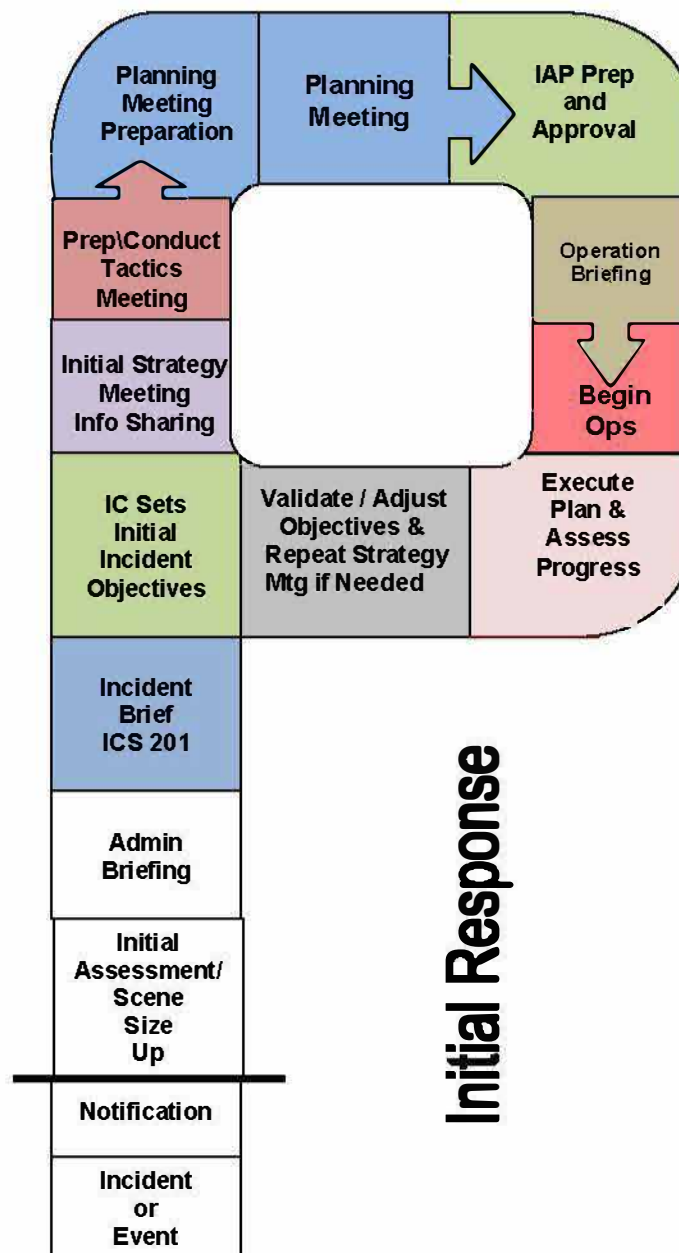 Planning
Meeting
Preparation
Planning
Meeting
IAP Prep
and
Approval
Prep\Conduct
Tactics
Meeting
Operation
Briefing
Initial Strategy
Meeting
Info Sharing
Begin
Ops
IC Sets
Initial
Incident
Objectives
Validate / Adjust
Objectives &
Repeat Strategy
Mtg if Needed
Execute
Plan &
Assess
Progress
Incident
Brief
ICS 201
Admin
Briefing
Initial
Assessment/
Scene
Size
Up
Notification
Incident
or
Event
Initial Response